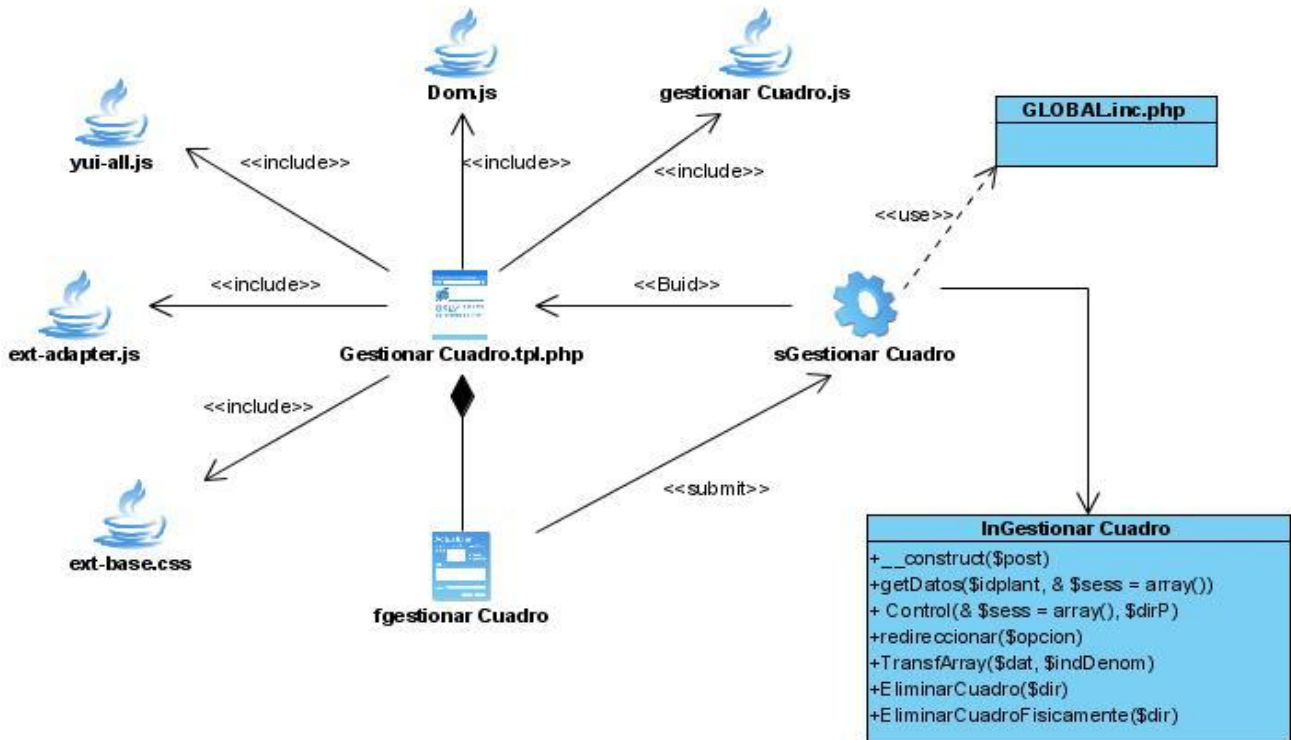 Dom.js
gestionar Cuadro.js
GLOBAL.inc.php
yui-all.js
<<include>>
<<include>>
<<include>>
<<use>>
<<include>>
<<Buid>>
ext-adapter.js
Gestionar Cuadro.tpl.php
sGestionar Cuadro
<<include>>
<<submit>>
ext-base.css
fgestionar Cuadro
InGestionar Cuadro
+__construct($post)
+getDatos($idplant, & $sess = array())
+ Control(& $sess = array(), $dirP)
+redireccionar($opcion)
+TransfArray($dat, $indDenom)
+EliminarCuadro($dir)
+EliminarCuadroFisicamente($dir)